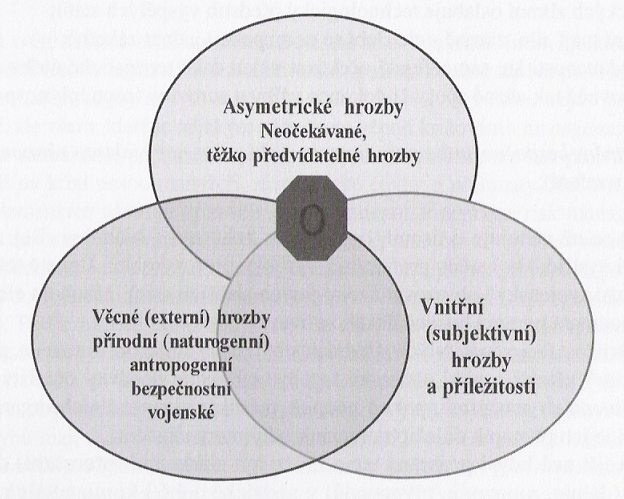 Asymetrické hrozby
Neočekávané,
těžko předvídatelné hrozby
O
Věcné (externí) hrozby
přírodní (naturogenní)
antropogenní
bezpečnostní
vojenské
Vnitřní
(subjektivní)
hrozby
a příležitosti